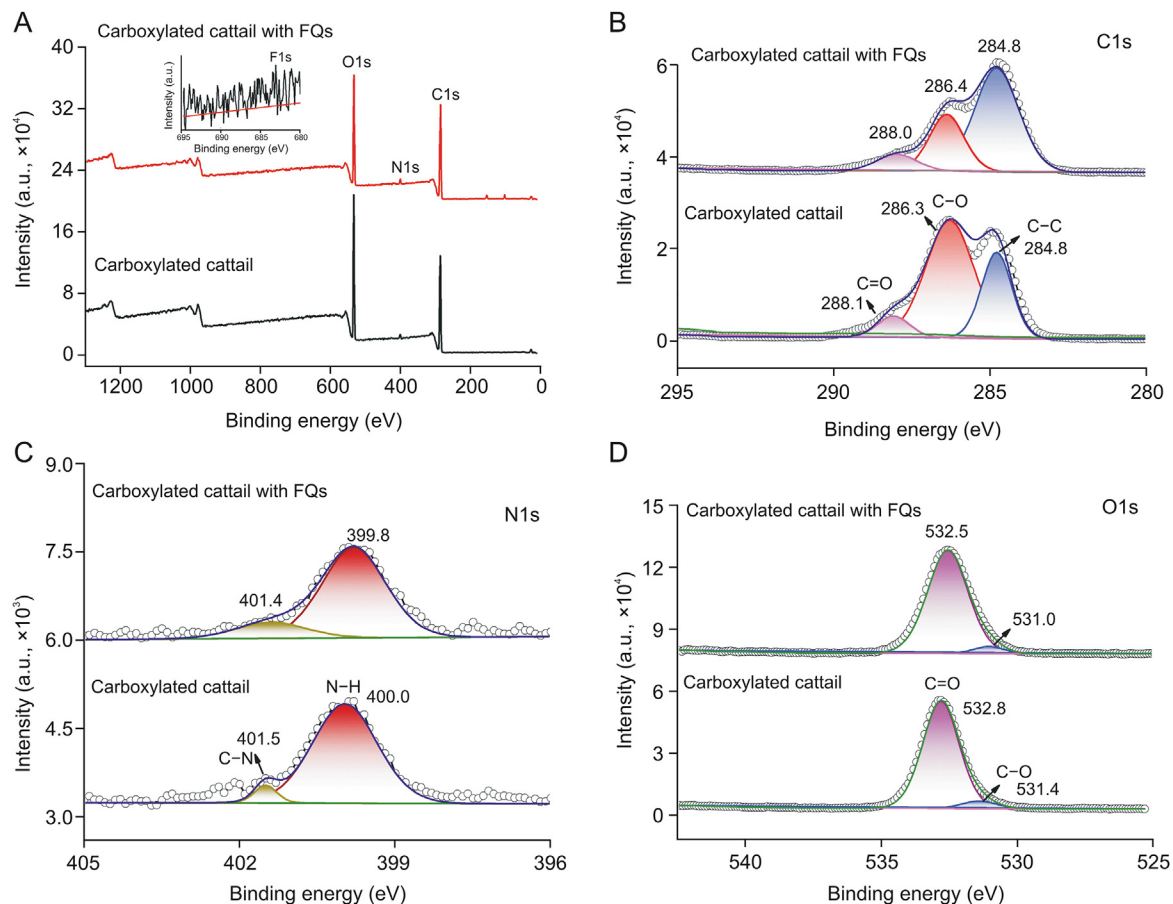 A
Carboxylated cattail with FQs
40
32
24
16
8
0
Intensity (a.u., ×10⁴)
Intensity (a.u.)
F1s
695
690
685
680
Binding energy (eV)
O1s
N1s
C1s
Carboxylated cattail
1200
1000
800
600
400
200
0
Binding energy (eV)
B
C1s
Carboxylated cattail with FQs
284.8
286.4
288.0
6
4
2
0
Intensity (a.u., ×10⁴)
Carboxylated cattail
C−O
286.3
C−C
284.8
C=O
288.1
295
290
285
280
Binding energy (eV)
C
9.0
7.5
6.0
4.5
3.0
Intensity (a.u., ×10³)
Carboxylated cattail with FQs
N1s
399.8
401.4
Carboxylated cattail
N−H
400.0
401.5
C−N
405
402
399
396
Binding energy (eV)
D
15
12
9
6
3
0
Intensity (a.u., ×10⁴)
Carboxylated cattail with FQs
O1s
532.5
531.0
Carboxylated cattail
C=O
532.8
C−O
531.4
540
535
530
525
Binding energy (eV)